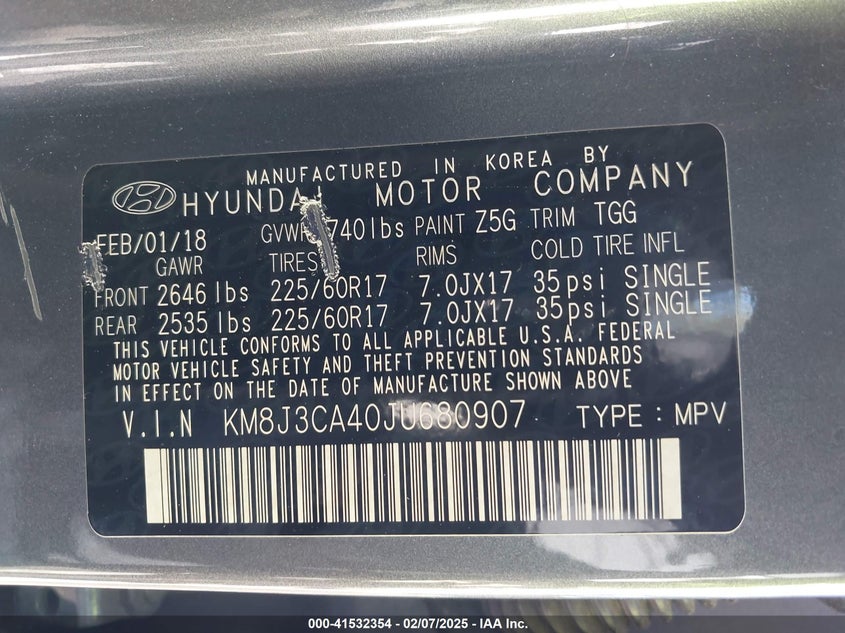 MANUFACTURED IN KOREA BY
HYUNDAI MOTOR COMPANY
FEB/01/18 GVWR 740lbs PAINT Z5G TRIM TGG
GAWR TIRES RIMS COLD TIRE INFL
FRONT 2646 lbs 225/60R17 7.0JX17 35psi SINGLE
REAR 2535 lbs 225/60R17 7.0JX17 35psi SINGLE
THIS VEHICLE CONFORMS TO ALL APPLICABLE U.S.A. FEDERAL
MOTOR VEHICLE SAFETY AND THEFT PREVENTION STANDARDS
IN EFFECT ON THE DATE OF MANUFACTURE SHOWN ABOVE
V.I.N KM8J3CA40JU680907 TYPE : MPV
000-41532354 - 02/07/2025 - IAA Inc.